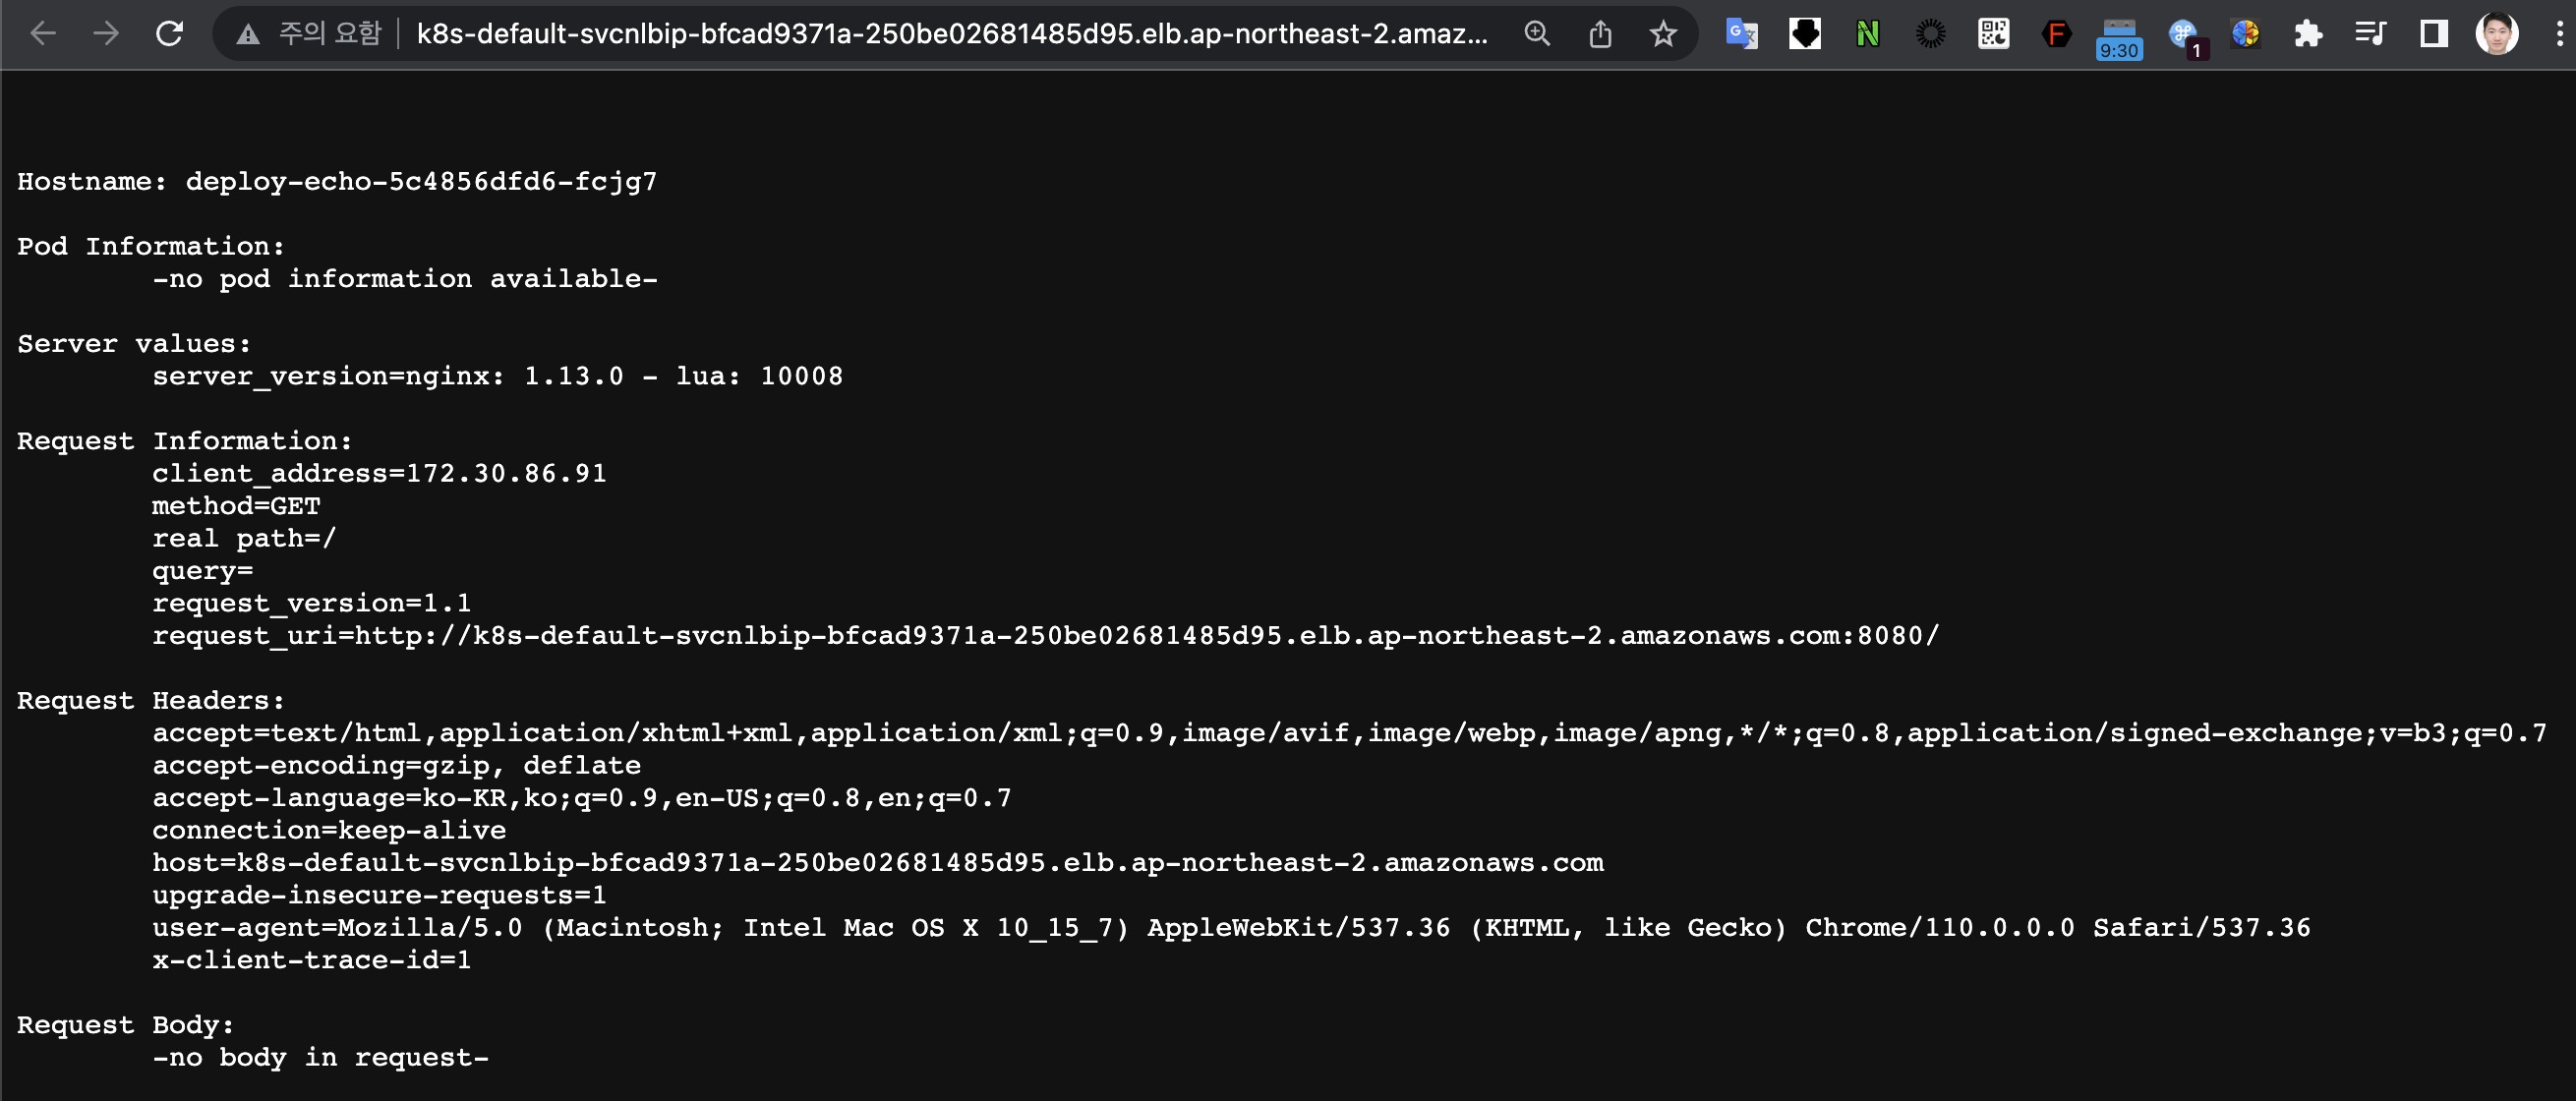 주의 요함 k8s-default-svcnlbip-bfcad9371a-250be02681485d95.elb.ap-northeast-2.amaz...
9:30
1
Hostname: deploy-echo-5c4856dfd6-fcjg7
Pod Information:
-no pod information available-
Server values:
server_version=nginx: 1.13.0 - lua: 10008
Request Information:
client_address=172.30.86.91
method=GET
real path=/
query=
request_version=1.1
request_uri=http://k8s-default-svcnlbip-bfcad9371a-250be02681485d95.elb.ap-northeast-2.amazonaws.com:8080/
Request Headers:
accept=text/html,application/xhtml+xml,application/xml;q=0.9,image/avif,image/webp,image/apng,*/*;q=0.8,application/signed-exchange;v=b3;q=0.7
accept-encoding=gzip, deflate
accept-language=ko-KR,ko;q=0.9,en-US;q=0.8,en;q=0.7
connection=keep-alive
host=k8s-default-svcnlbip-bfcad9371a-250be02681485d95.elb.ap-northeast-2.amazonaws.com
upgrade-insecure-requests=1
user-agent=Mozilla/5.0 (Macintosh; Intel Mac OS X 10_15_7) AppleWebKit/537.36 (KHTML, like Gecko) Chrome/110.0.0.0 Safari/537.36
x-client-trace-id=1
Request Body:
-no body in request-